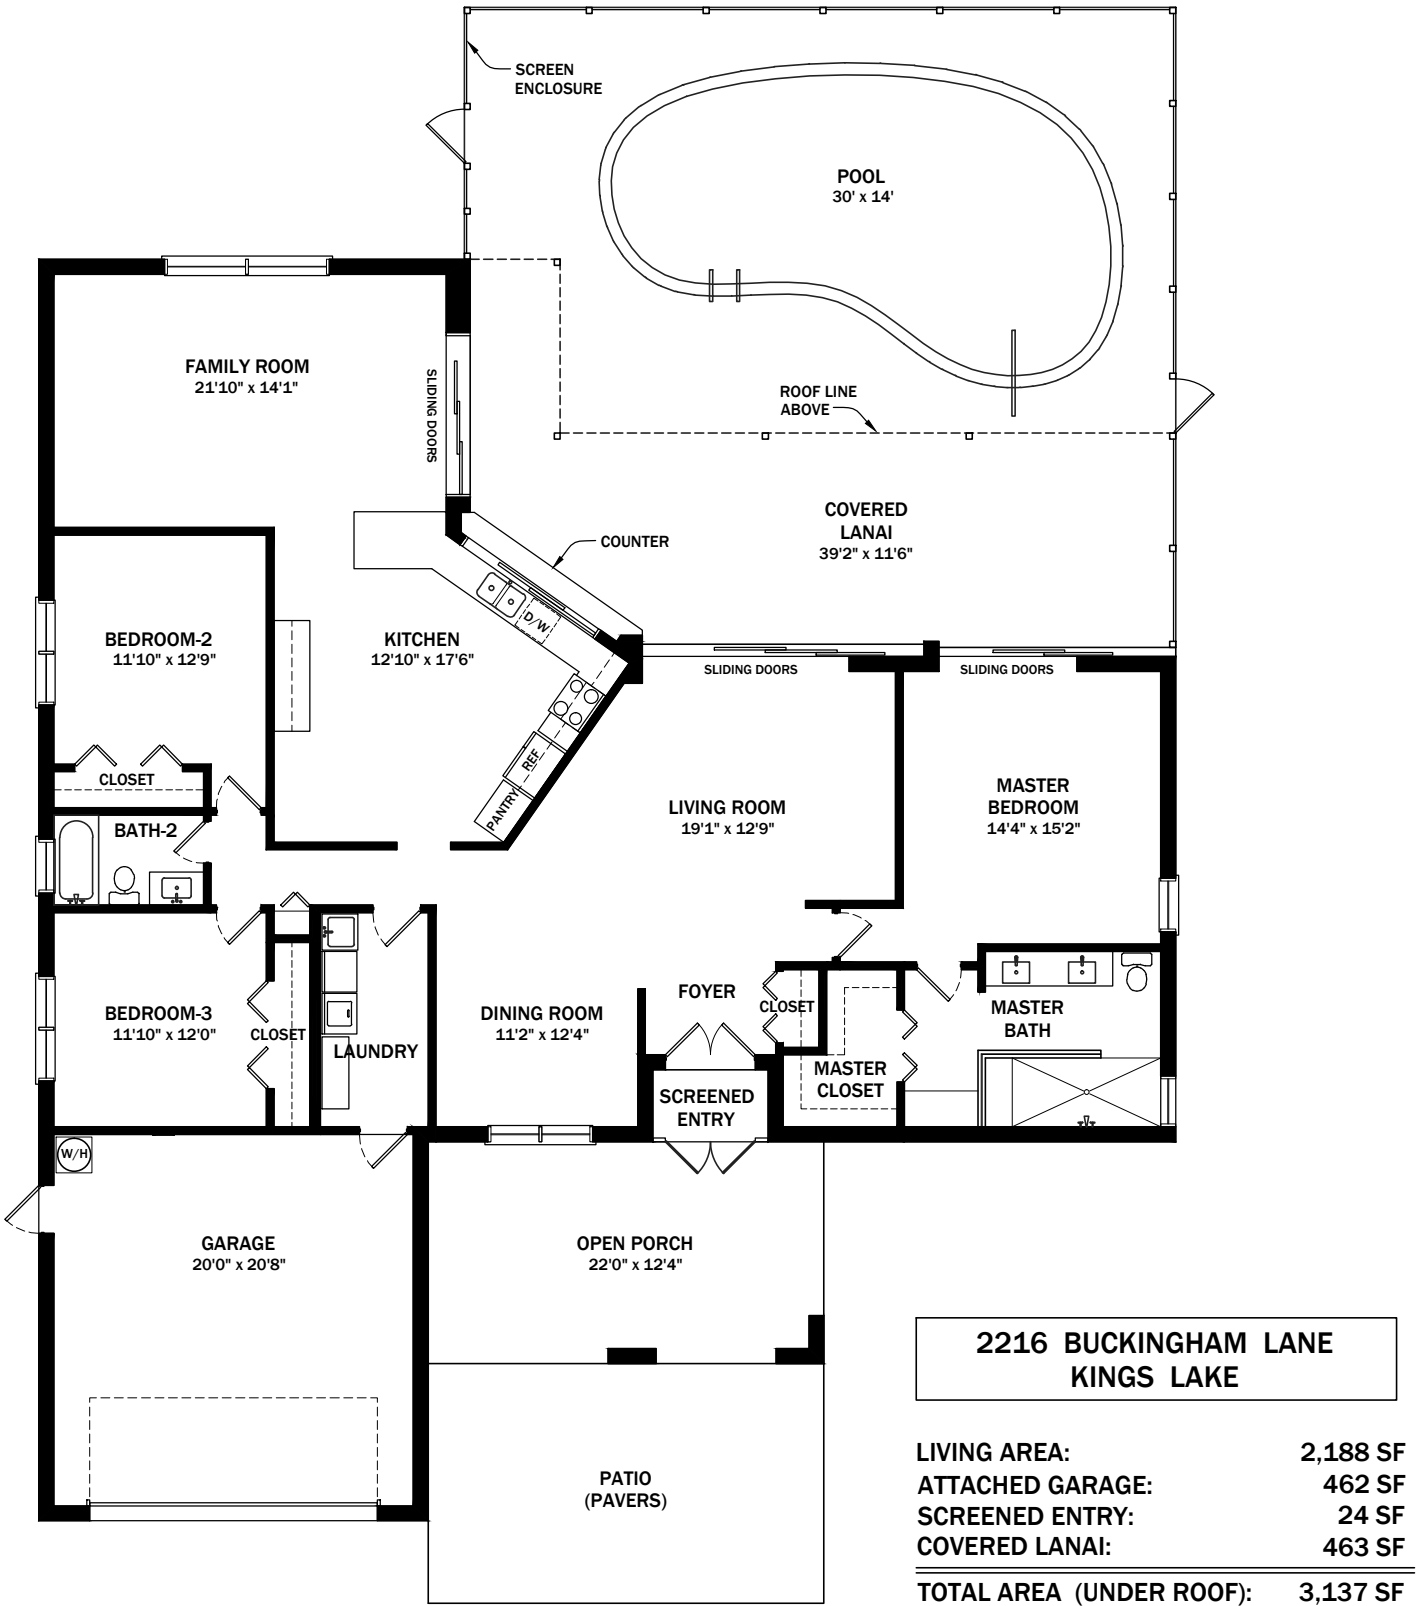 SCREEN
ENCLOSURE
POOL
30' x 14'
FAMILY ROOM
21'10" x 14'1"
SLIDING DOORS
ROOF LINE
ABOVE
COVERED
LANAI
39'2" x 11'6"
COUNTER
D/W
BEDROOM-2
11'10" x 12'9"
KITCHEN
12'10" x 17'6"
SLIDING DOORS
SLIDING DOORS
REF
PANTRY
CLOSET
LIVING ROOM
19'1" x 12'9"
MASTER
BEDROOM
14'4" x 15'2"
BATH-2
BEDROOM-3
11'10" x 12'0"
CLOSET
LAUNDRY
DINING ROOM
11'2" x 12'4"
FOYER
CLOSET
MASTER
BATH
MASTER
CLOSET
SCREENED
ENTRY
W/H
GARAGE
20'0" x 20'8"
OPEN PORCH
22'0" x 12'4"
PATIO
(PAVERS)
2216 BUCKINGHAM LANE
KINGS LAKE
LIVING AREA: 2,188 SF
ATTACHED GARAGE: 462 SF
SCREENED ENTRY: 24 SF
COVERED LANAI: 463 SF
TOTAL AREA (UNDER ROOF): 3,137 SF